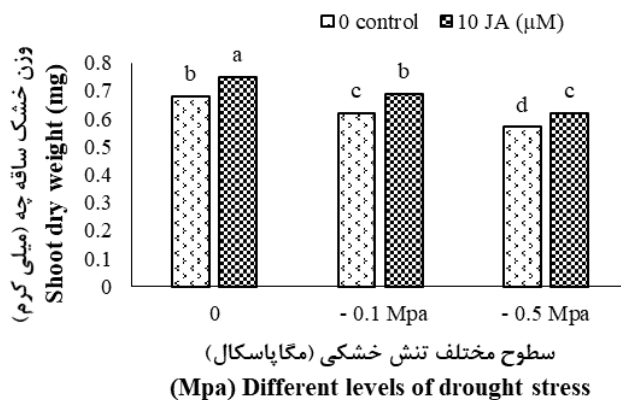 0 control 10 JA (µM)
وزن خشک ساقه چه (میلی گرم)
Shoot dry weight (mg)
0.8
0.7
0.6
0.5
0.4
0.3
0.2
0.1
0
b a c b d c
0 - 0.1 Mpa - 0.5 Mpa
سطوح مختلف تنش خشکی (مگاپاسکال)
(Mpa) Different levels of drought stress